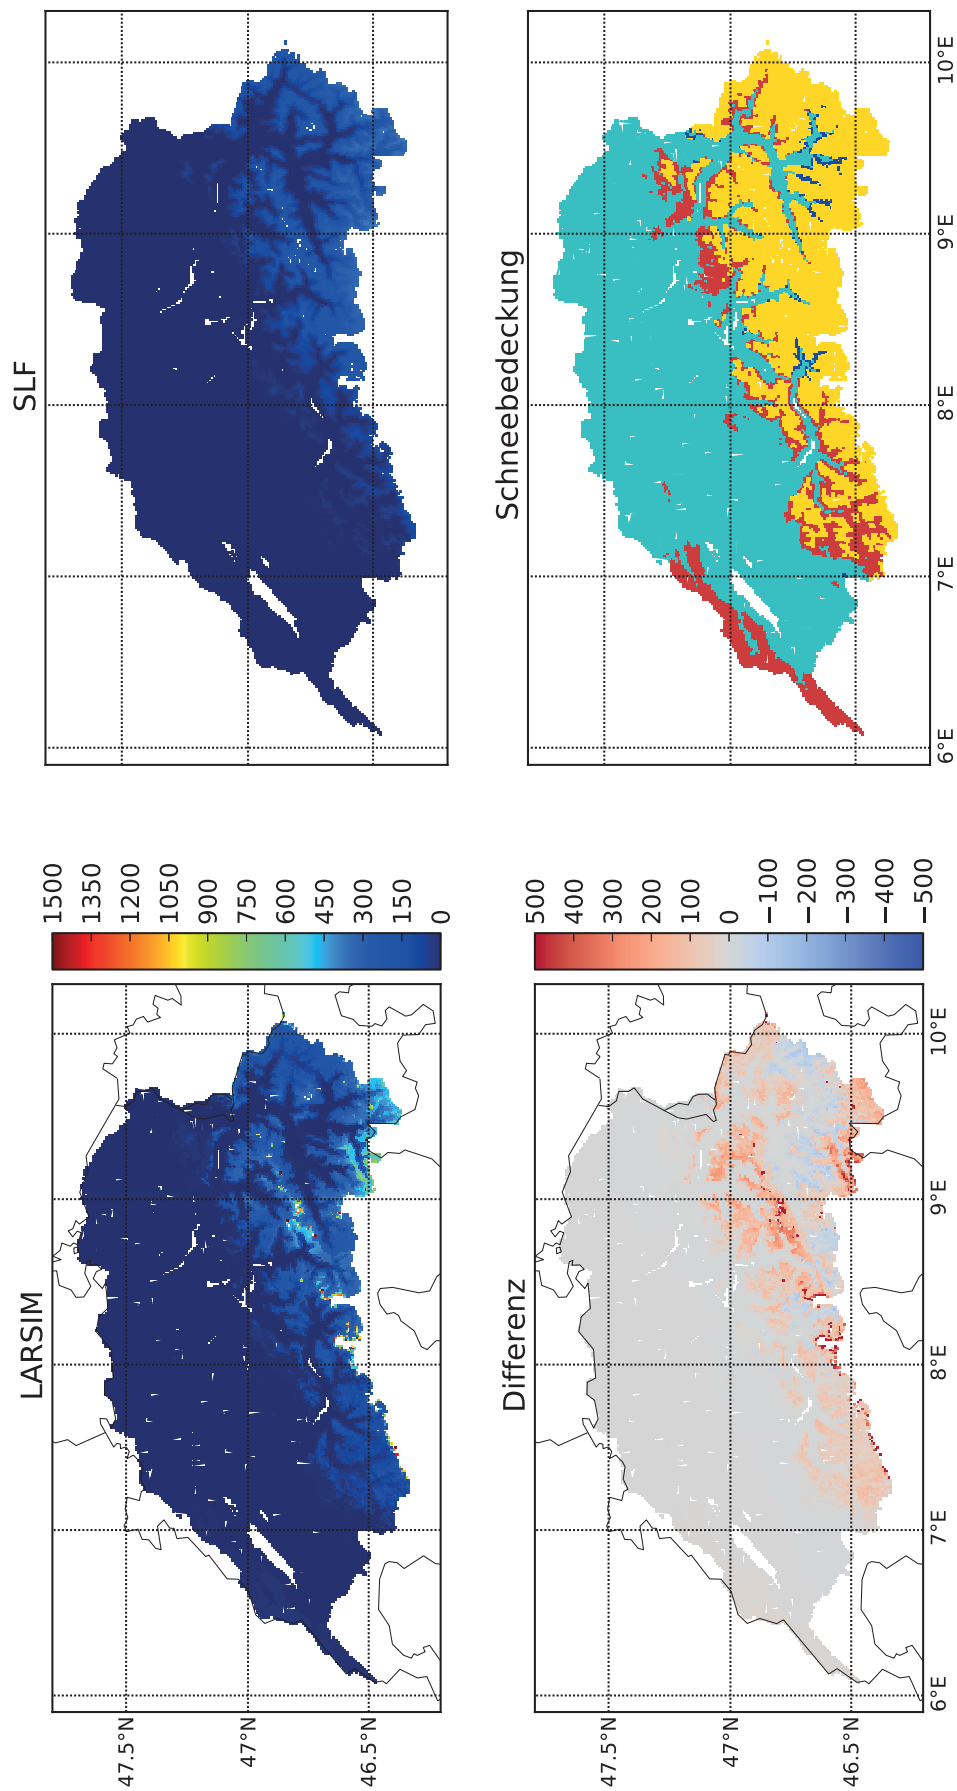 LARSIM
47.5°N
47°N
46.5°N
1500
1350
1200
1050
900
750
600
450
300
150
0
SLF
Differenz
47.5°N
47°N
46.5°N
6°E
7°E
8°E
9°E
10°E
500
400
300
200
100
0
−100
−200
−300
−400
−500
Schneebedeckung
6°E
7°E
8°E
9°E
10°E